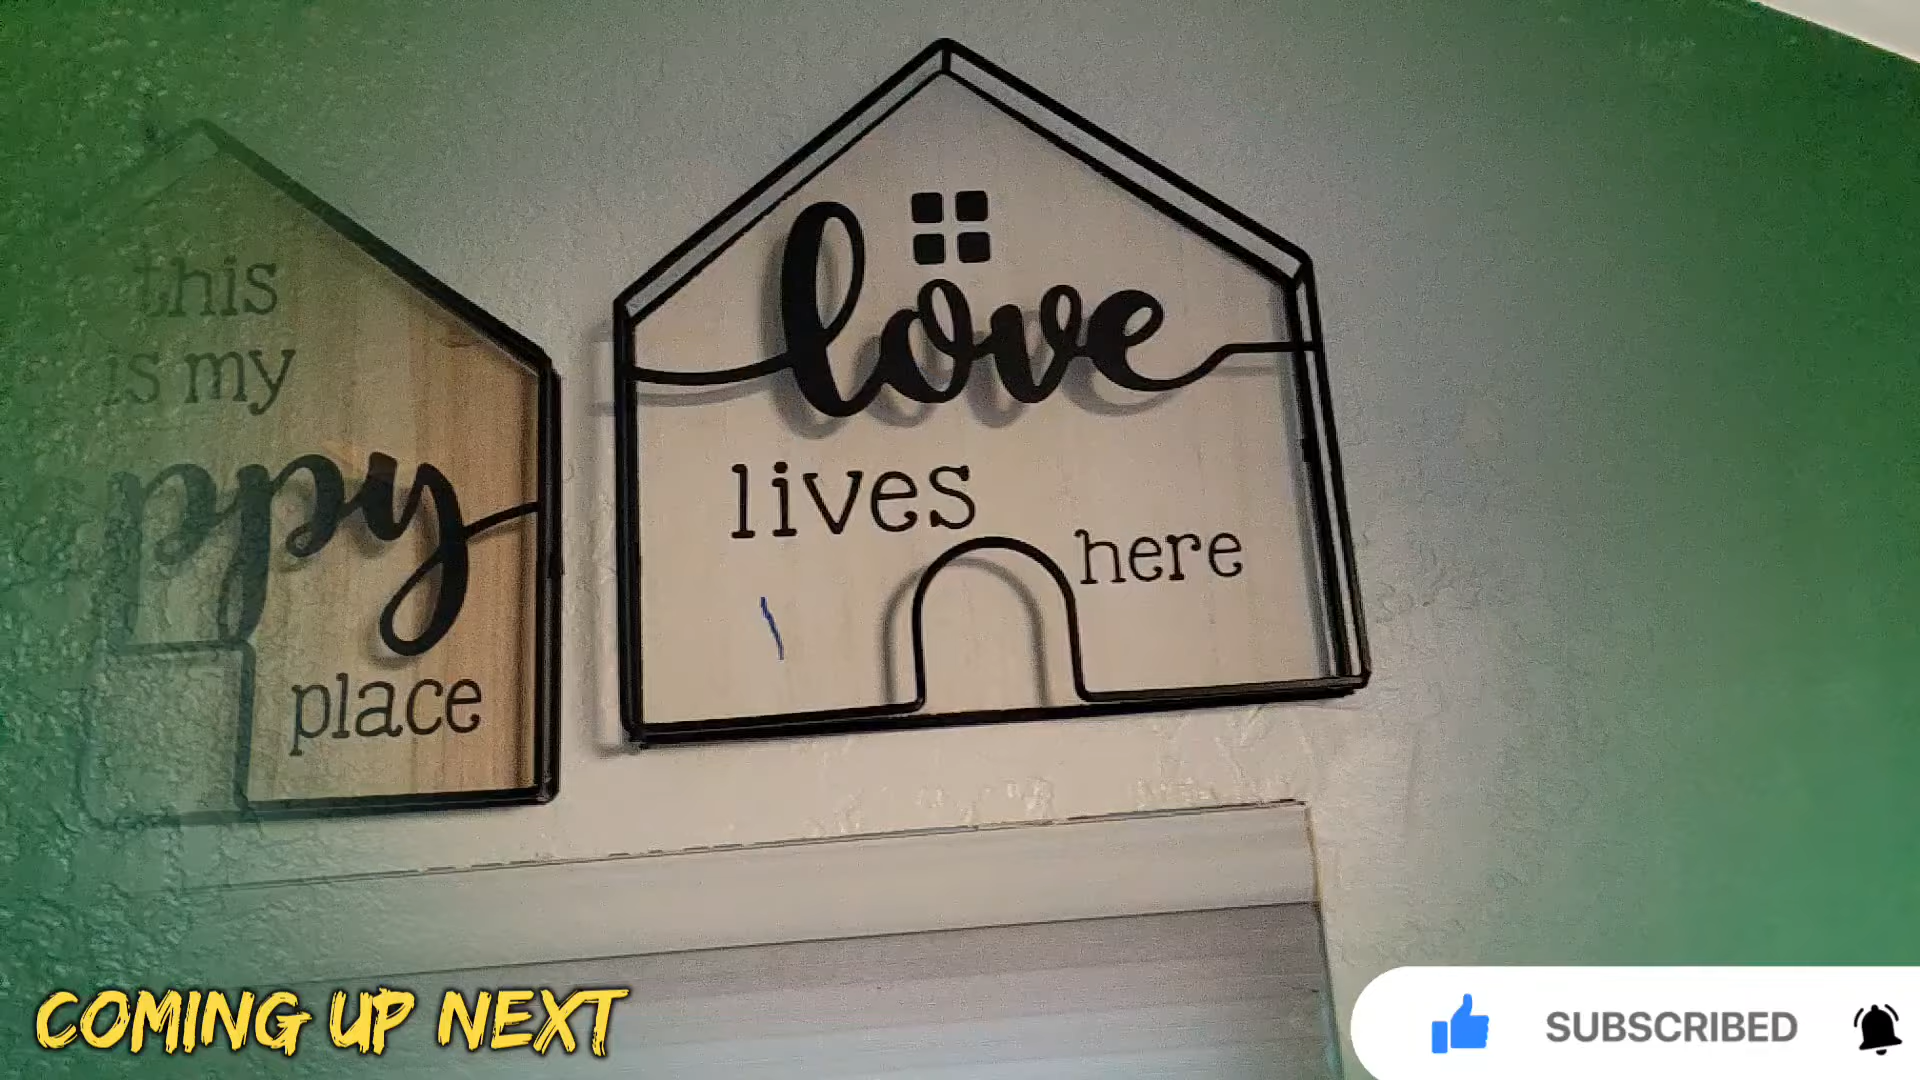 this
is my
ppy
place
love
lives
here
COMING UP NEXT
SUBSCRIBED